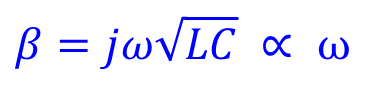 β = jω√LC ∝ ω